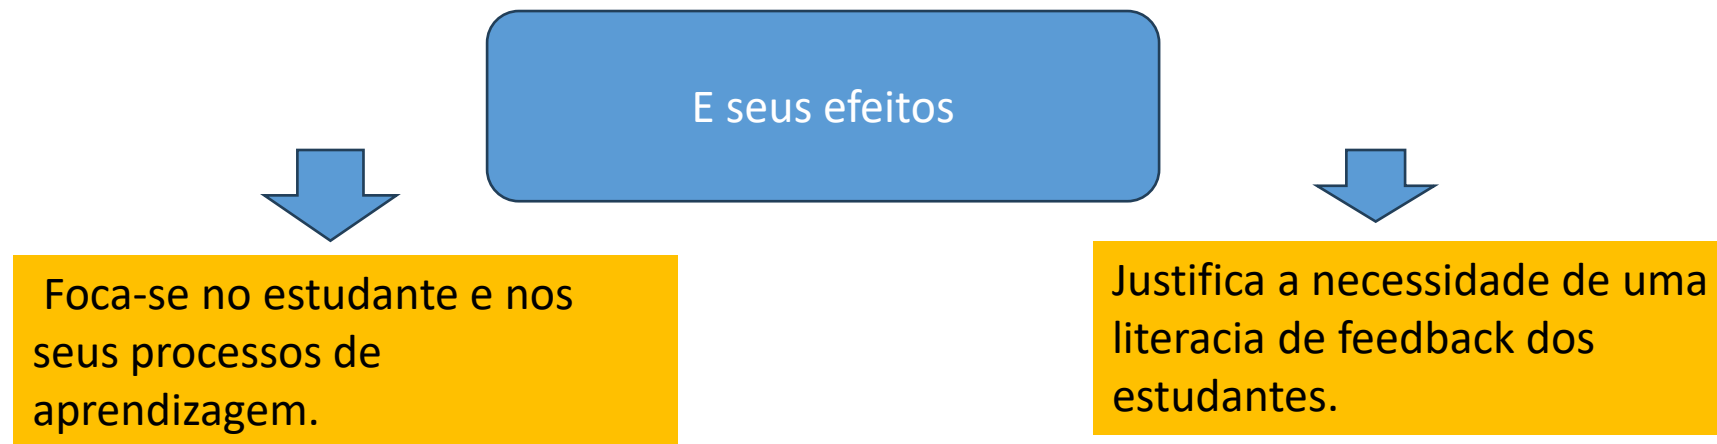 E seus efeitos
Foca-se no estudante e nos
seus processos de
aprendizagem.
Justifica a necessidade de uma
literacia de feedback dos
estudantes.